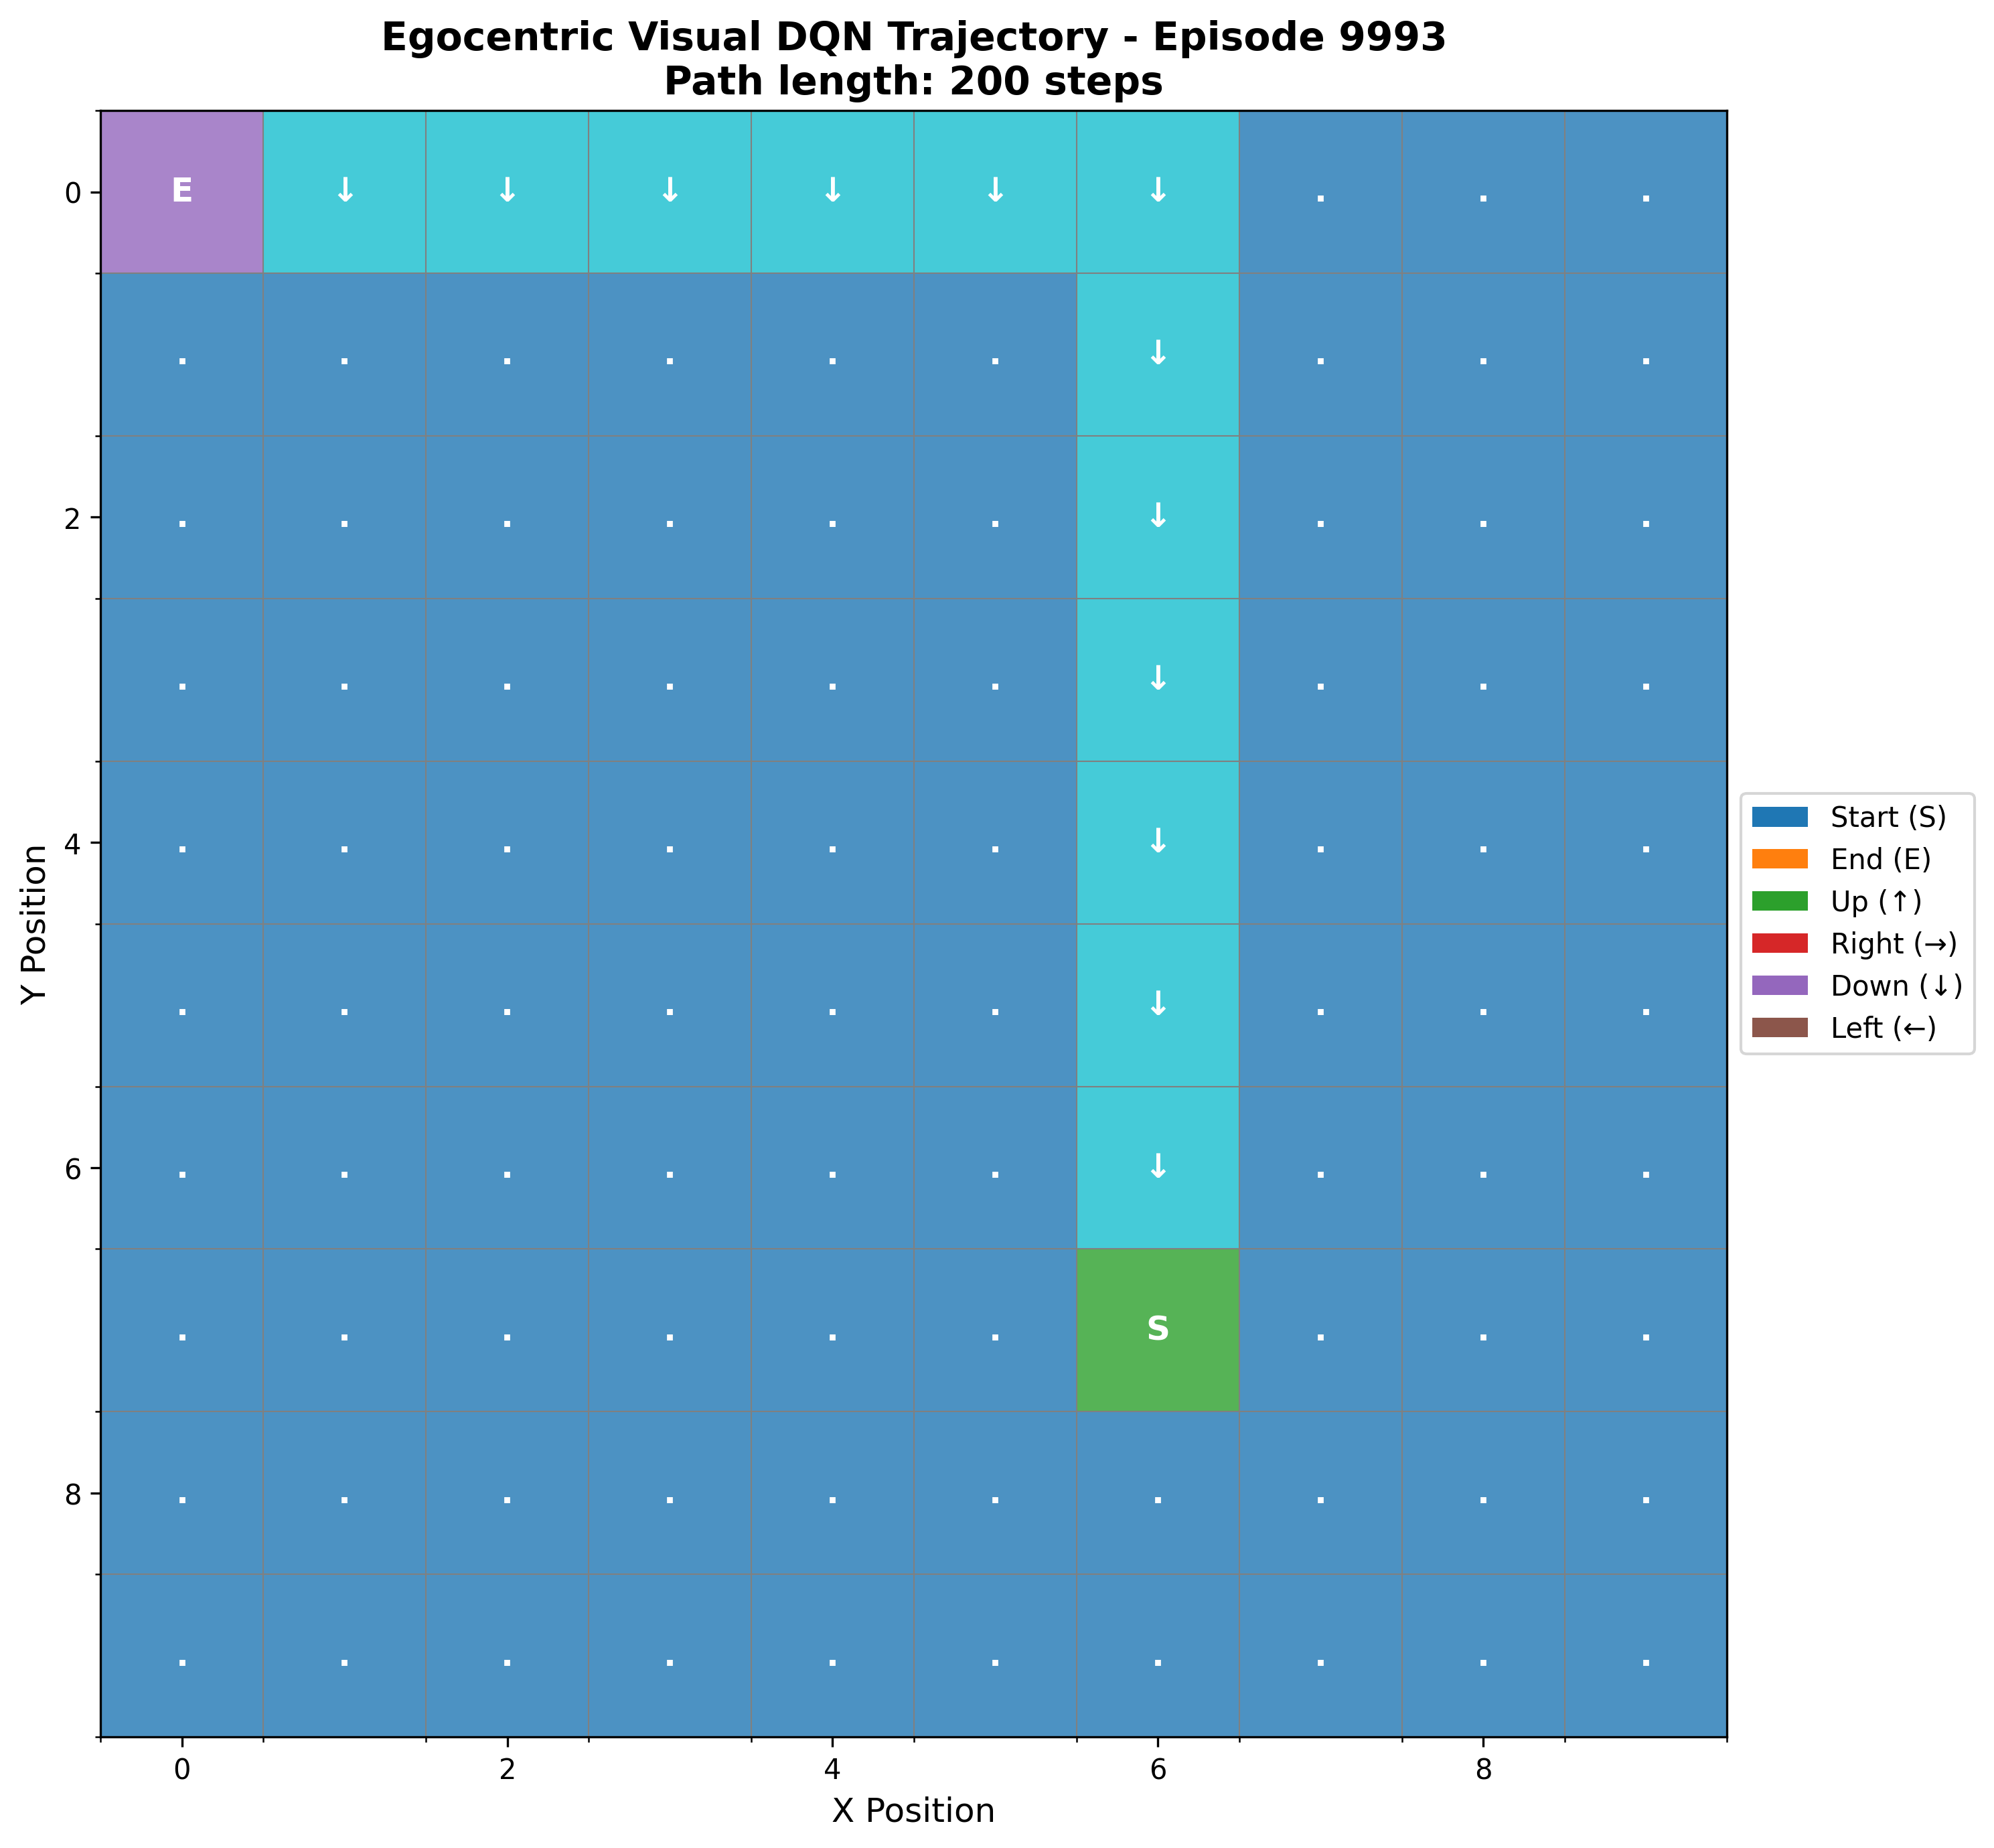 Egocentric Visual DQN Trajectory - Episode 9993
Path length: 200 steps
0 E ↓ ↓ ↓ ↓ ↓ ↓ . . .
. . . . . . ↓ . . .
2 . . . . . . ↓ . . .
. . . . . . ↓ . . .
4 . . . . . . ↓ . . .
. . . . . . ↓ . . .
6 . . . . . . ↓ . . .
. . . . . . S . . .
8 . . . . . . . . . .
. . . . . . . . . .
0 2 4 6 8
X Position
Y Position
Start (S)
End (E)
Up (↑)
Right (→)
Down (↓)
Left (←)